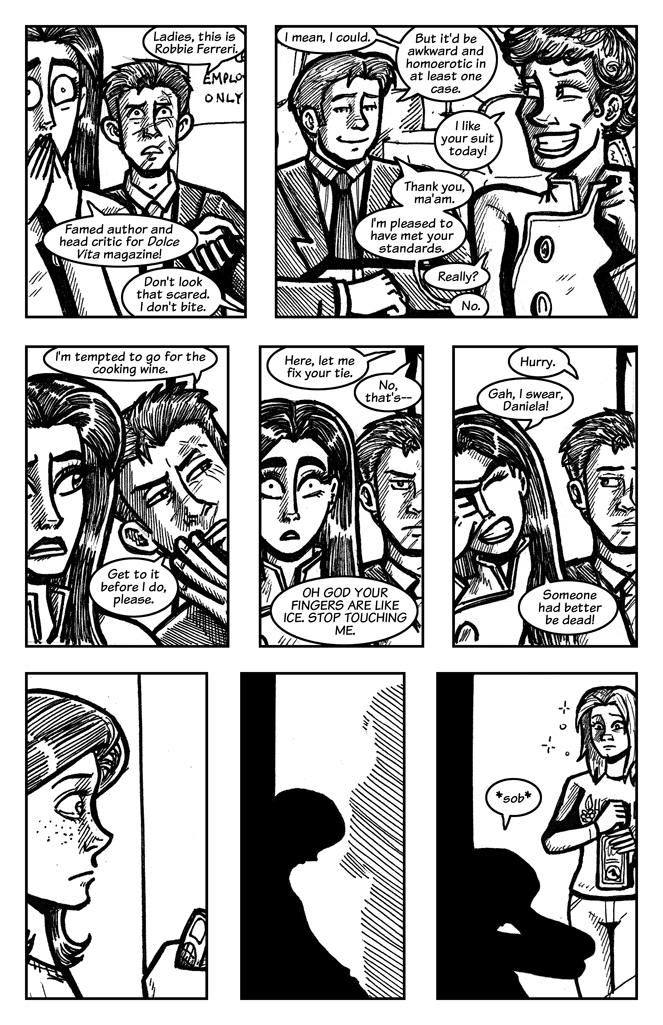 Ladies, this is
Robbie Ferreri.
EMPLO
ONLY
Famed author and
head critic for Dolce
Vita magazine!
Don't look
that scared.
I don't bite.
I mean, I could.
But it'd be
awkward and
homoerotic in
at least one
case.
I like
your suit
today!
Thank you,
ma'am.
I'm pleased to
have met your
standards.
Really?
No.
I'm tempted to go for the
cooking wine.
Get to it
before I do,
please.
Here, let me
fix your tie.
No,
that's--
OH GOD YOUR
FINGERS ARE LIKE
ICE. STOP TOUCHING
ME.
Hurry.
Gah, I swear,
Daniela!
Someone
had better
be dead!
*sob*